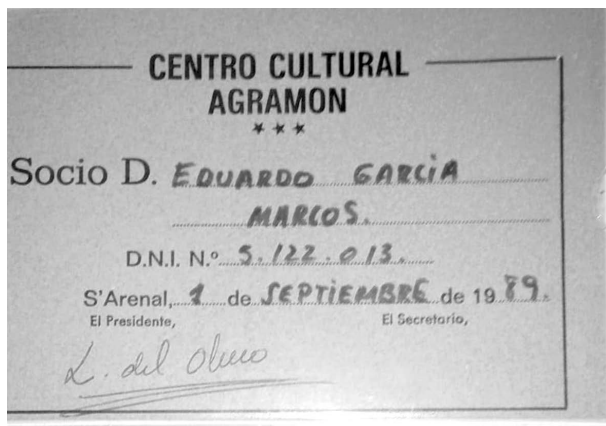 CENTRO CULTURAL
AGRAMON
★ ★ ★
Socio D. EDUARDO GARCiA
MARCOS.
D.N.I. N.º 5.122.013.
S'Arenal, 1 de SEPTiEMBRE de 1989.
El Presidente, El Secretario,
L. del Olmo